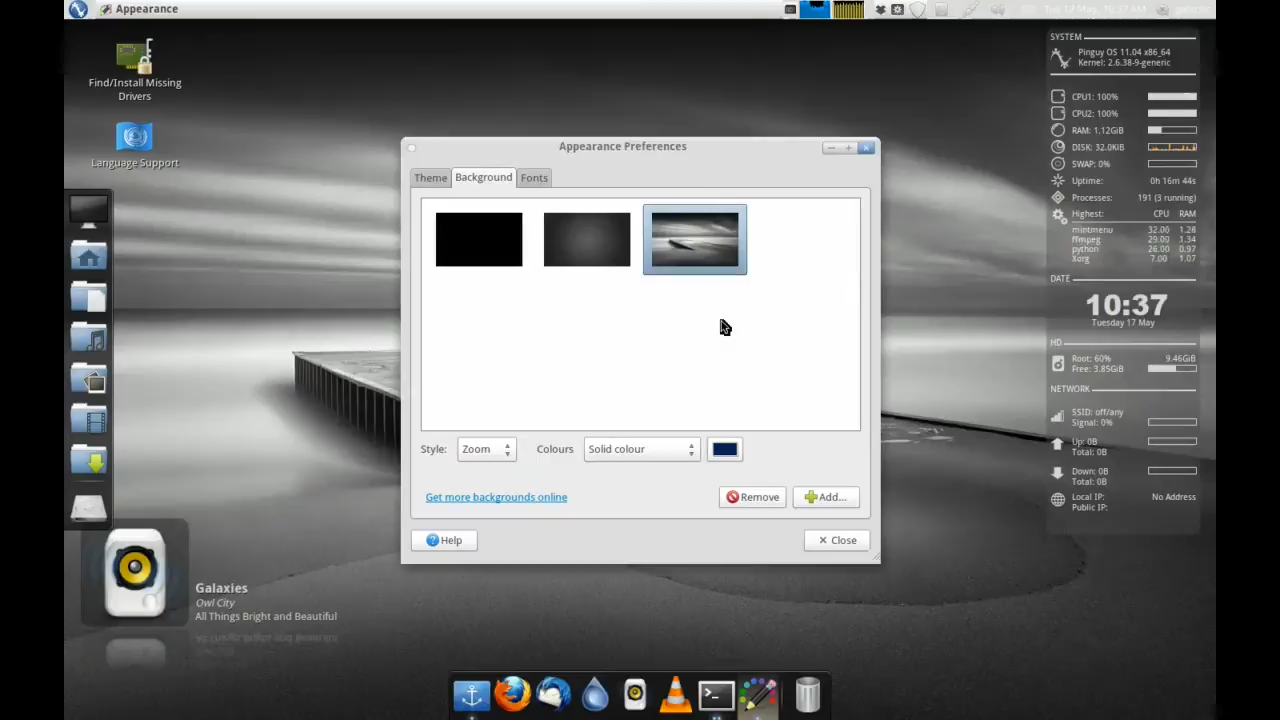 Appearance
Tue 17 May, 10:37 AM
Find/Install Missing
Drivers
Language Support
Appearance Preferences
Theme
Background
Fonts
Style:
Zoom
Colours
Solid colour
Get more backgrounds online
Remove
Add...
Help
Close
SYSTEM
Pinguy OS 11.04 x86_64
Kernel: 2.6.38-9-generic
CPU1: 100%
CPU2: 100%
RAM: 1.12GiB
DISK: 32.0KiB
SWAP: 0%
Uptime: 0h 16m 44s
Processes: 191 (3 running)
Highest: CPU RAM
mintmenu 32.00 1.28
ffmpeg 29.00 1.34
python 26.00 0.97
Xorg 7.00 1.07
DATE
10:37
Tuesday 17 May
HD
Root: 60% 9.46GiB
Free: 3.85GiB
NETWORK
SSID: off/any
Signal: 0%
Up: 0B
Total: 0B
Down: 0B
Total: 0B
Local IP: No Address
Public IP:
Galaxies
Owl City
All Things Bright and Beautiful